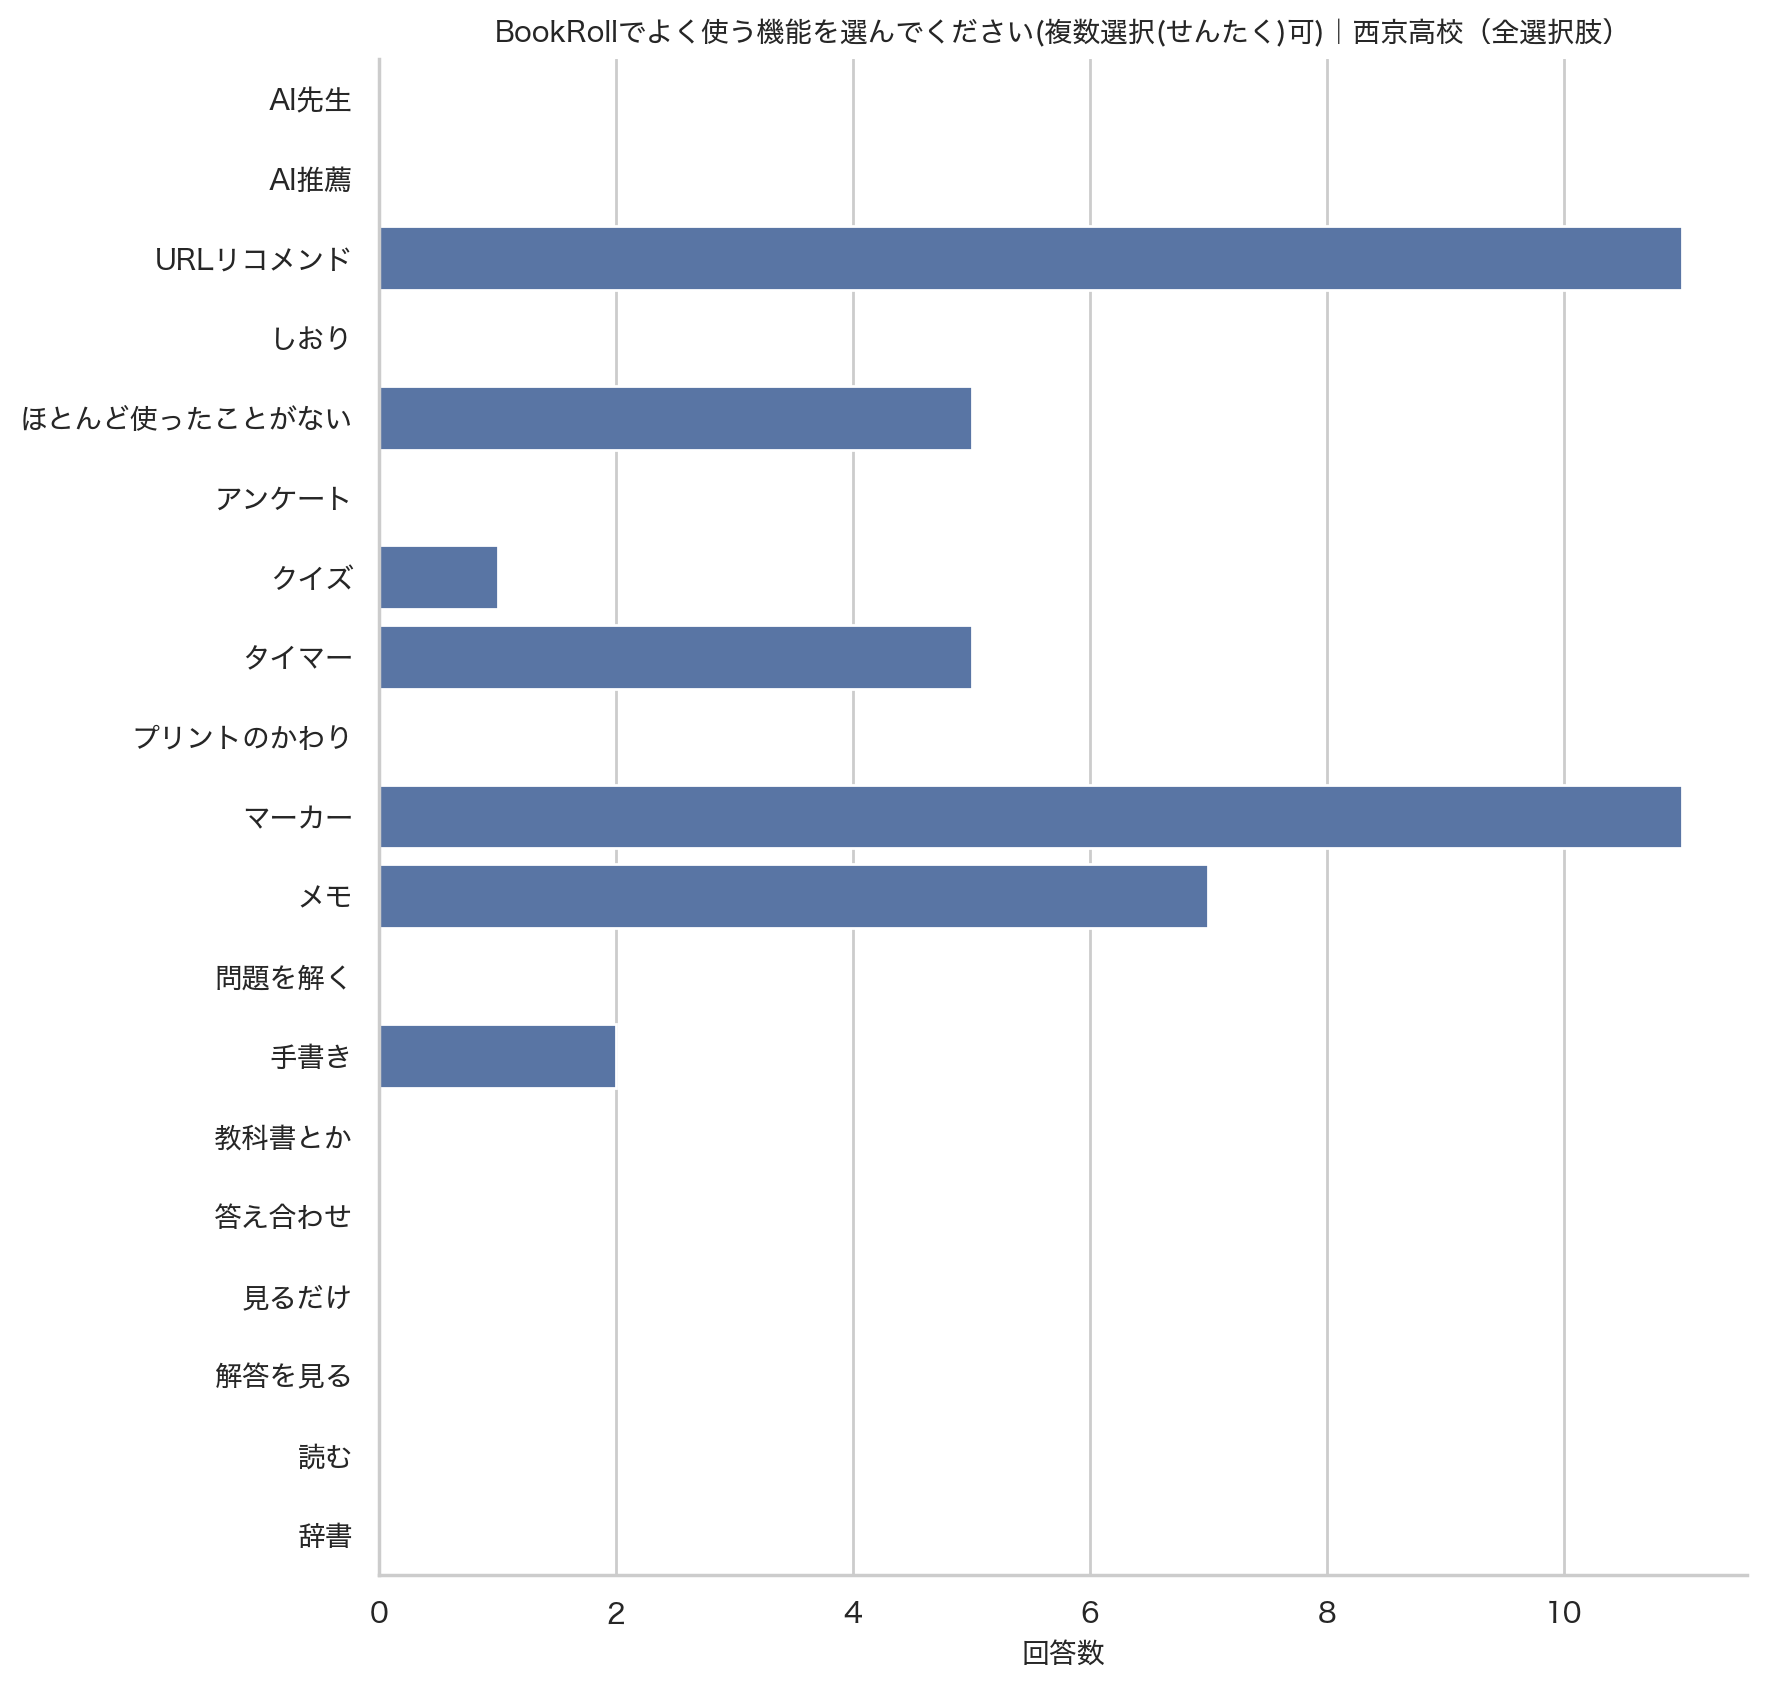 BookRollでよく使う機能を選んでください(複数選択(せんたく)可)｜西京高校（全選択肢）
AI先生
AI推薦
URLリコメンド
しおり
ほとんど使ったことがない
アンケート
クイズ
タイマー
プリントのかわり
マーカー
メモ
問題を解く
手書き
教科書とか
答え合わせ
見るだけ
解答を見る
読む
辞書
0 2 4 6 8 10
回答数